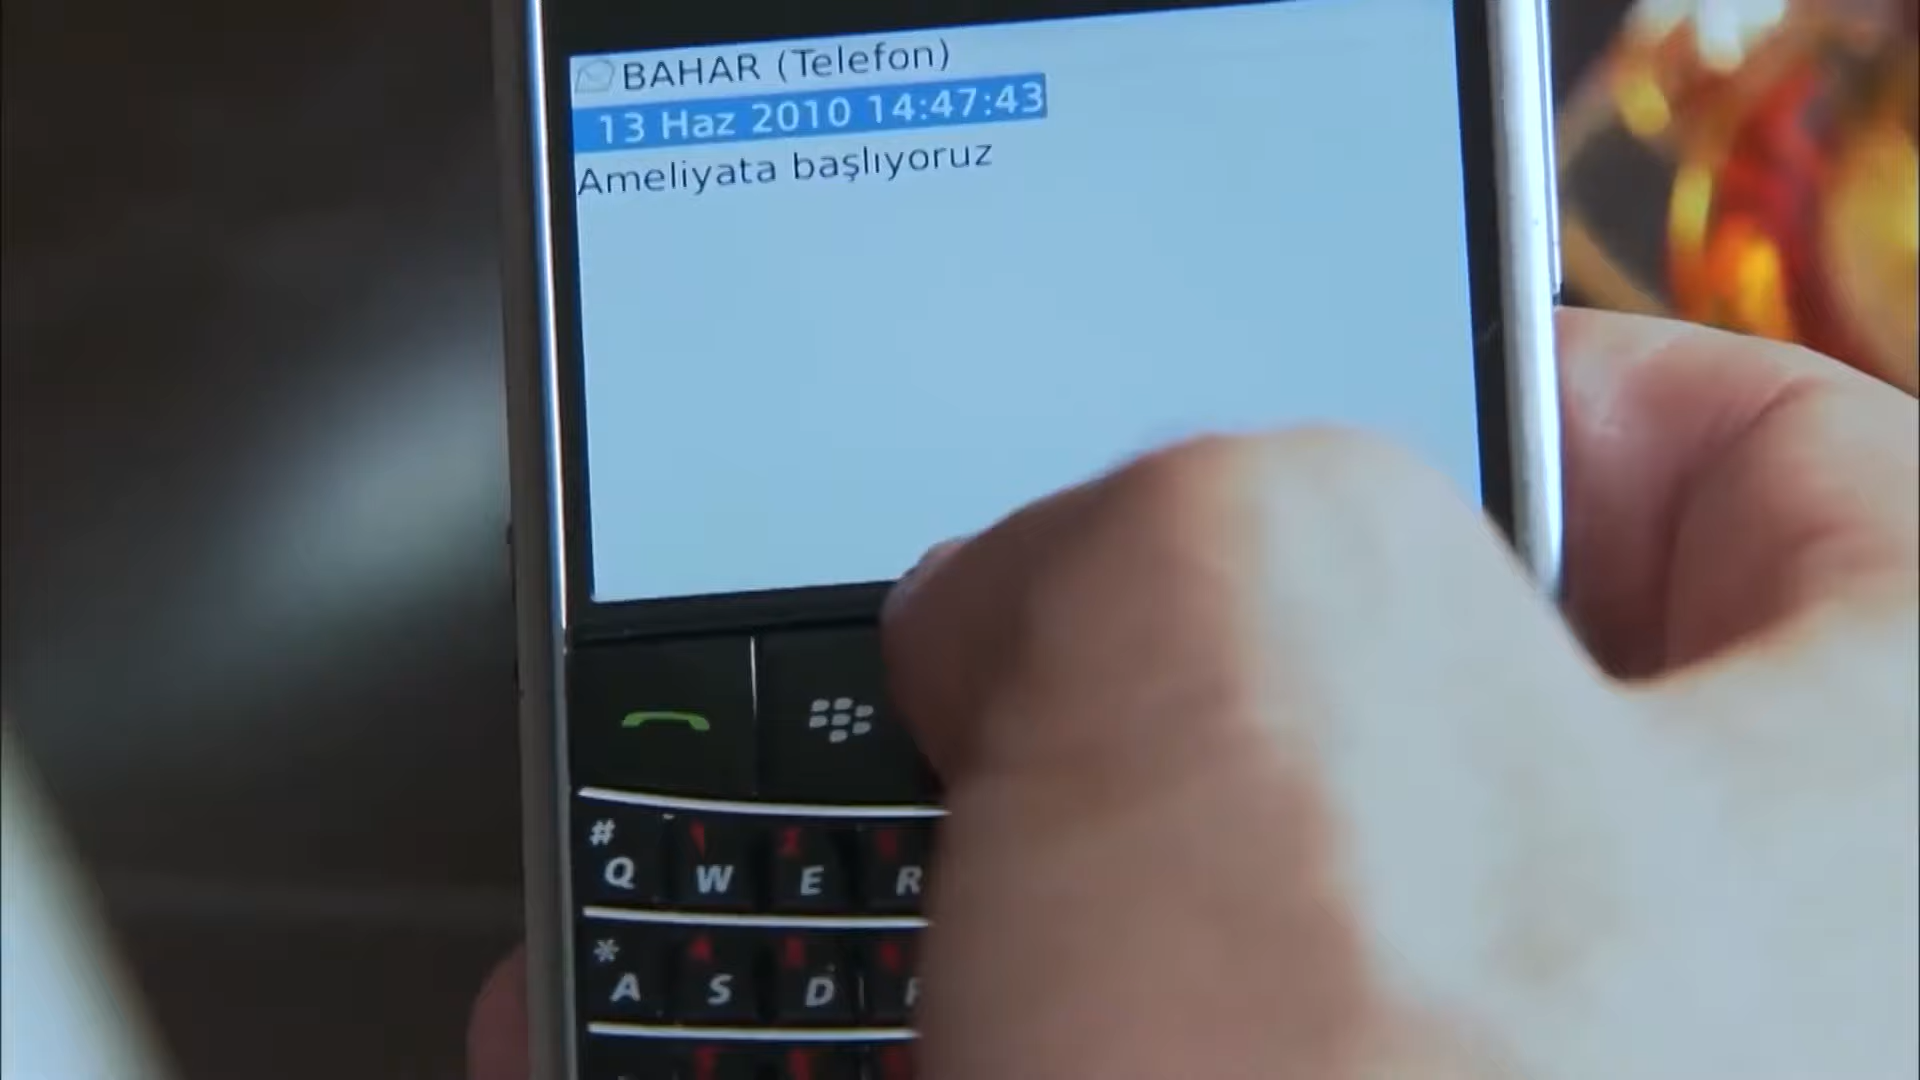 BAHAR (Telefon)
13 Haz 2010 14:47:43
Ameliyata başlıyoruz
#
Q W E R
*
A S D